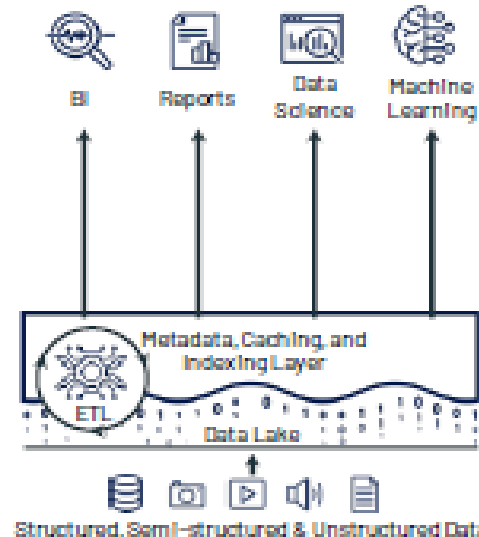 BI
Reports
Data
Science
Machine
Learning
Metadata, Caching, and
Indexing Layer
ETL
Data Lake
Structured, Semi-structured & Unstructured Dat